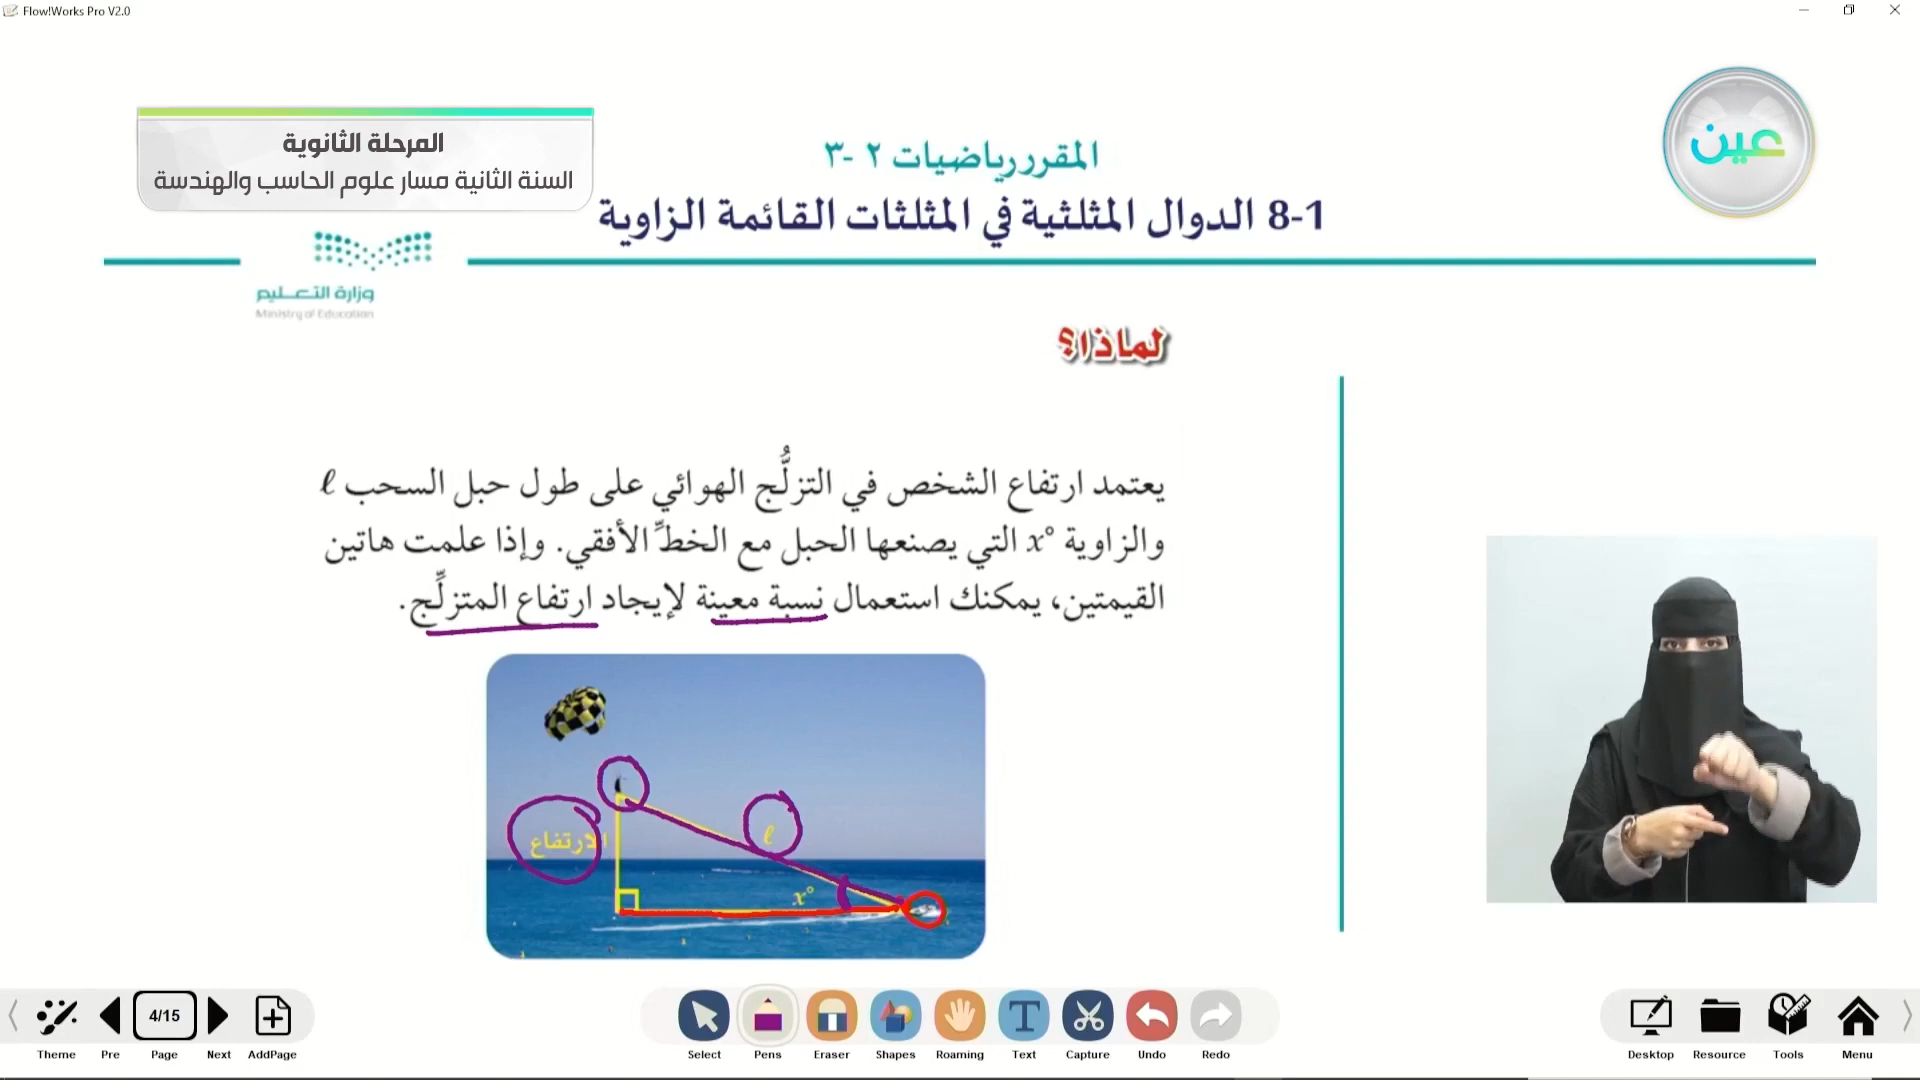 Flow!Works Pro V2.0
عين
المرحلة الثانوية
السنة الثانية مسار علوم الحاسب والهندسة
المقرر رياضيات ٢ -٣
8-1 الدوال المثلثية في المثلثات القائمة الزاوية
وزارة التعليم
Ministry of Education
لماذا؟
يعتمد ارتفاع الشخص في التزلُّج الهوائي على طول حبل السحب ℓ
والزاوية x° التي يصنعها الحبل مع الخطِّ الأفقي. وإذا علمت هاتين
القيمتين، يمكنك استعمال نسبة معينة لإيجاد ارتفاع المتزلِّج.
ℓ
الارتفاع
x°
4/15
Theme Pre Page Next AddPage
Select Pens Eraser Shapes Roaming Text Capture Undo Redo
Desktop Resource Tools Menu